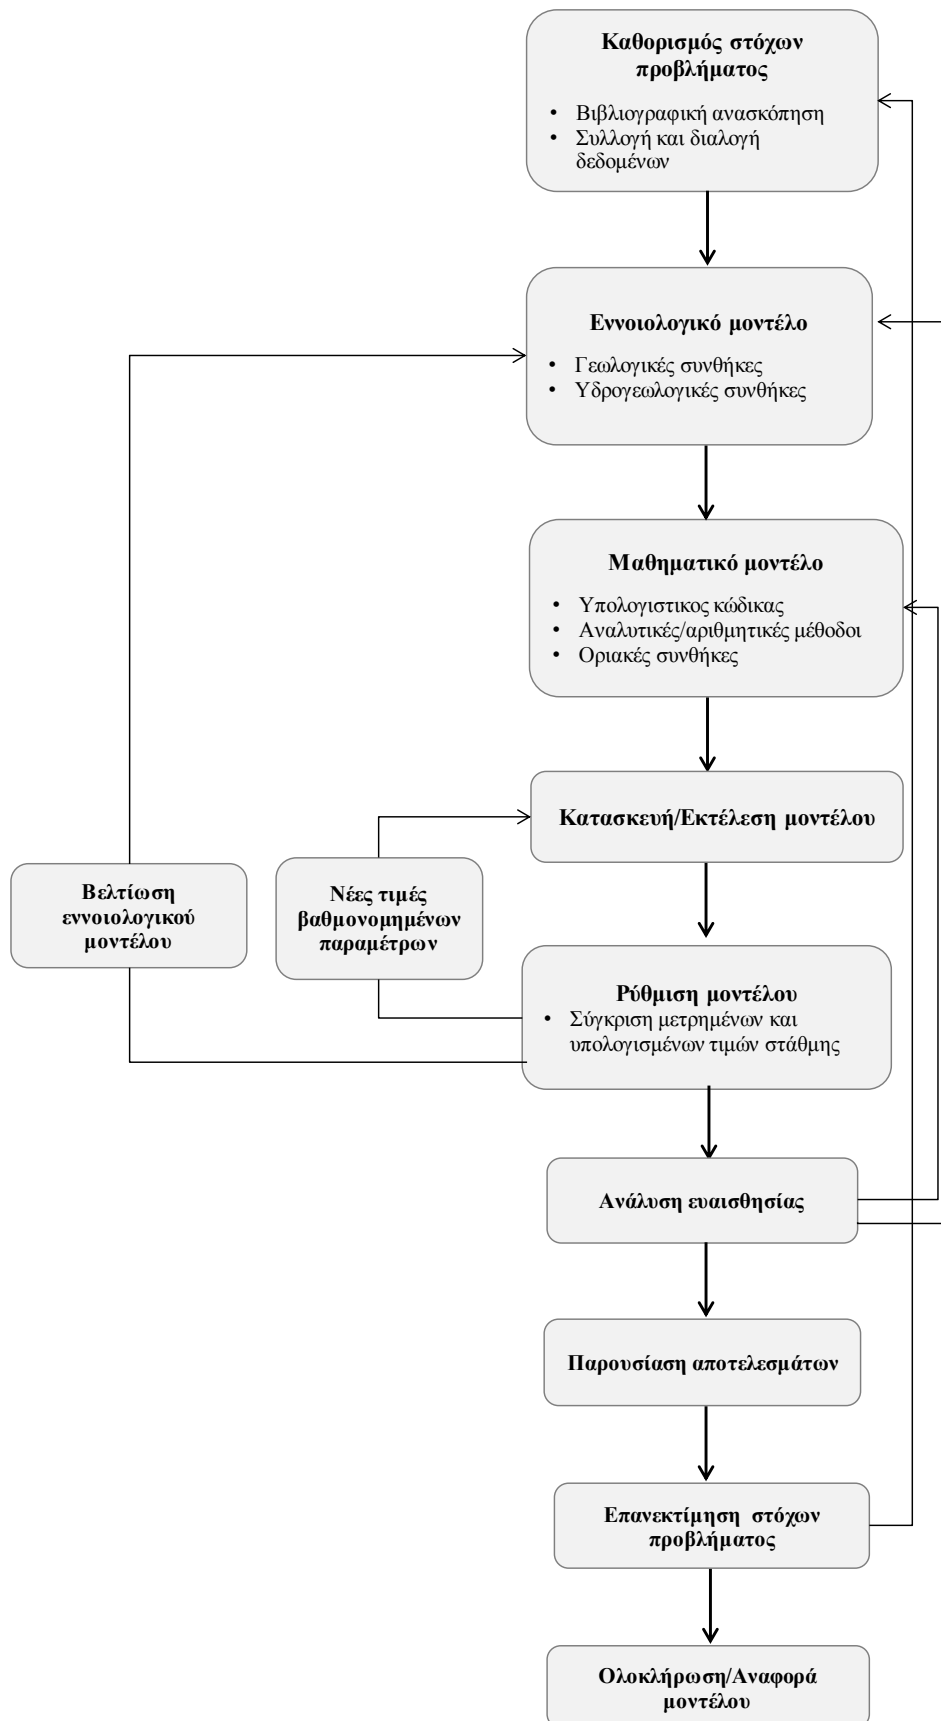 Καθορισμός στόχων
προβλήματος
• Βιβλιογραφική ανασκόπηση
• Συλλογή και διαλογή
δεδομένων
Εννοιολογικό μοντέλο
• Γεωλογικές συνθήκες
• Υδρογεωλογικές συνθήκες
Μαθηματικό μοντέλο
• Υπολογιστικος κώδικας
• Αναλυτικές/αριθμητικές μέθοδοι
• Οριακές συνθήκες
Κατασκευή/Εκτέλεση μοντέλου
Βελτίωση
εννοιολογικού
μοντέλου
Νέες τιμές
βαθμονομημένων
παραμέτρων
Ρύθμιση μοντέλου
• Σύγκριση μετρημένων και
υπολογισμένων τιμών στάθμης
Ανάλυση ευαισθησίας
Παρουσίαση αποτελεσμάτων
Επανεκτίμηση στόχων
προβλήματος
Ολοκλήρωση/Αναφορά
μοντέλου